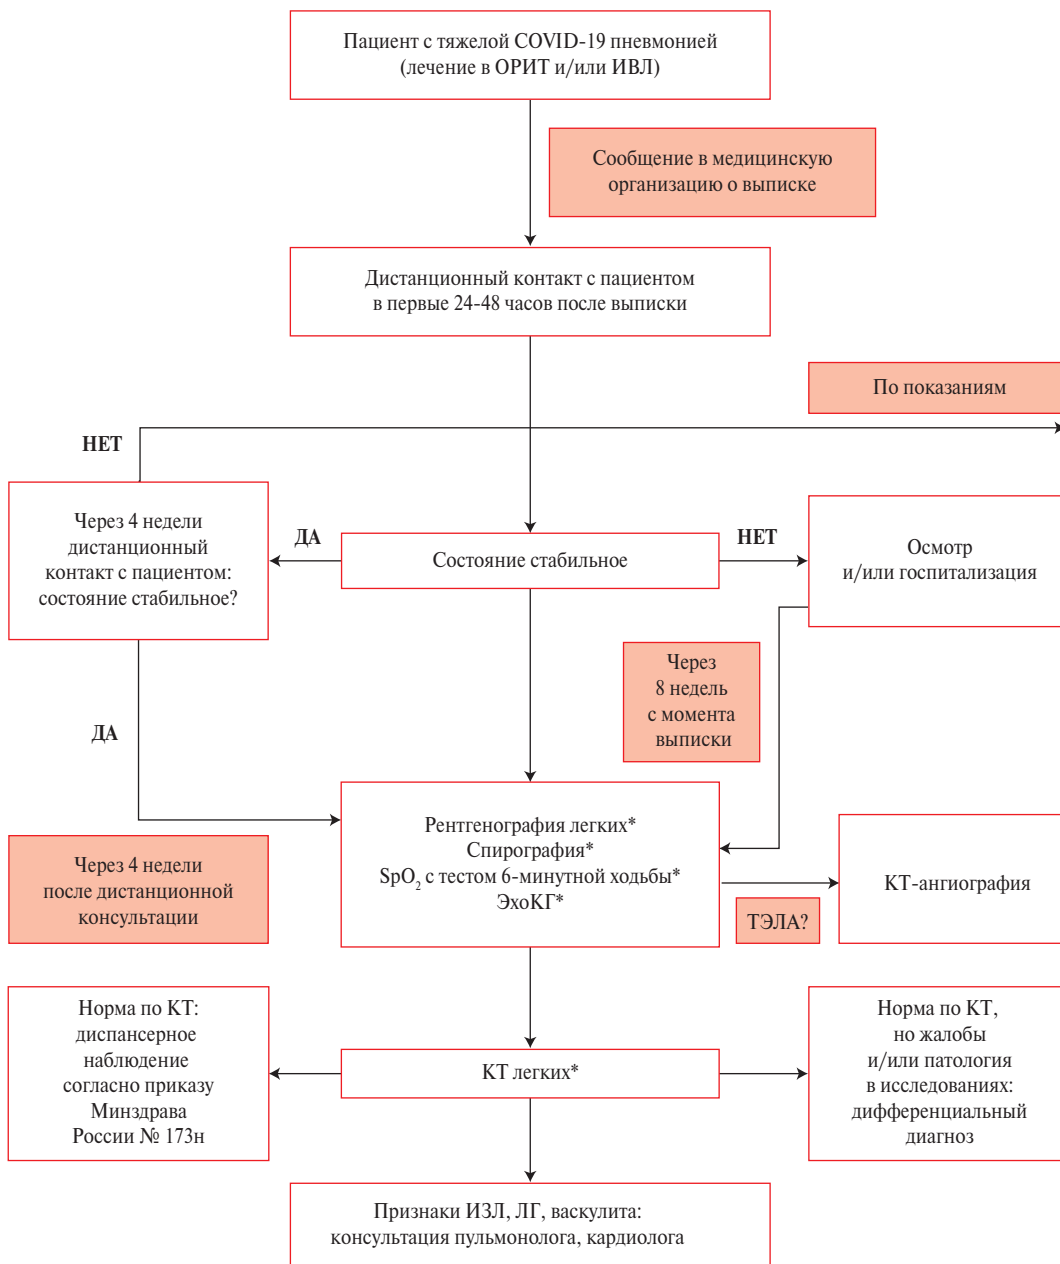 Пациент с тяжелой COVID-19 пневмонией
(лечение в ОРИТ и/или ИВЛ)
Сообщение в медицинскую
организацию о выписке
Дистанционный контакт с пациентом
в первые 24-48 часов после выписки
По показаниям
НЕТ
Через 4 недели
дистанционный
контакт с пациентом:
состояние стабильное?
ДА
Состояние стабильное
НЕТ
Осмотр
и/или госпитализация
Через
8 недель
с момента
выписки
ДА
Рентгенография легких*
Спирография*
SpO₂ с тестом 6-минутной ходьбы*
ЭхоКГ*
Через 4 недели
после дистанционной
консультации
ТЭЛА?
КТ-ангиография
Норма по КТ:
диспансерное
наблюдение
согласно приказу
Минздрава
России № 173н
КТ легких*
Норма по КТ,
но жалобы
и/или патология
в исследованиях:
дифференциальный
диагноз
Признаки ИЗЛ, ЛГ, васкулита:
консультация пульмонолога, кардиолога